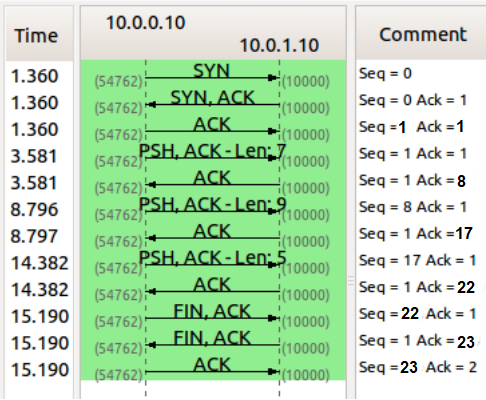 Time 10.0.0.10 10.0.1.10 Comment
1.360 (54762) SYN (10000) Seq = 0
1.360 (54762) SYN, ACK (10000) Seq = 0 Ack = 1
1.360 (54762) ACK (10000) Seq =1 Ack =1
3.581 (54762) PSH, ACK - Len: 7 (10000) Seq = 1 Ack = 1
3.581 (54762) ACK (10000) Seq = 1 Ack =8
8.796 (54762) PSH, ACK - Len: 9 (10000) Seq = 8 Ack = 1
8.797 (54762) ACK (10000) Seq = 1 Ack =17
14.382 (54762) PSH, ACK - Len: 5 (10000) Seq = 17 Ack = 1
14.382 (54762) ACK (10000) Seq = 1 Ack =22
15.190 (54762) FIN, ACK (10000) Seq =22 Ack = 1
15.190 (54762) FIN, ACK (10000) Seq = 1 Ack =23
15.190 (54762) ACK (10000) Seq =23 Ack = 2